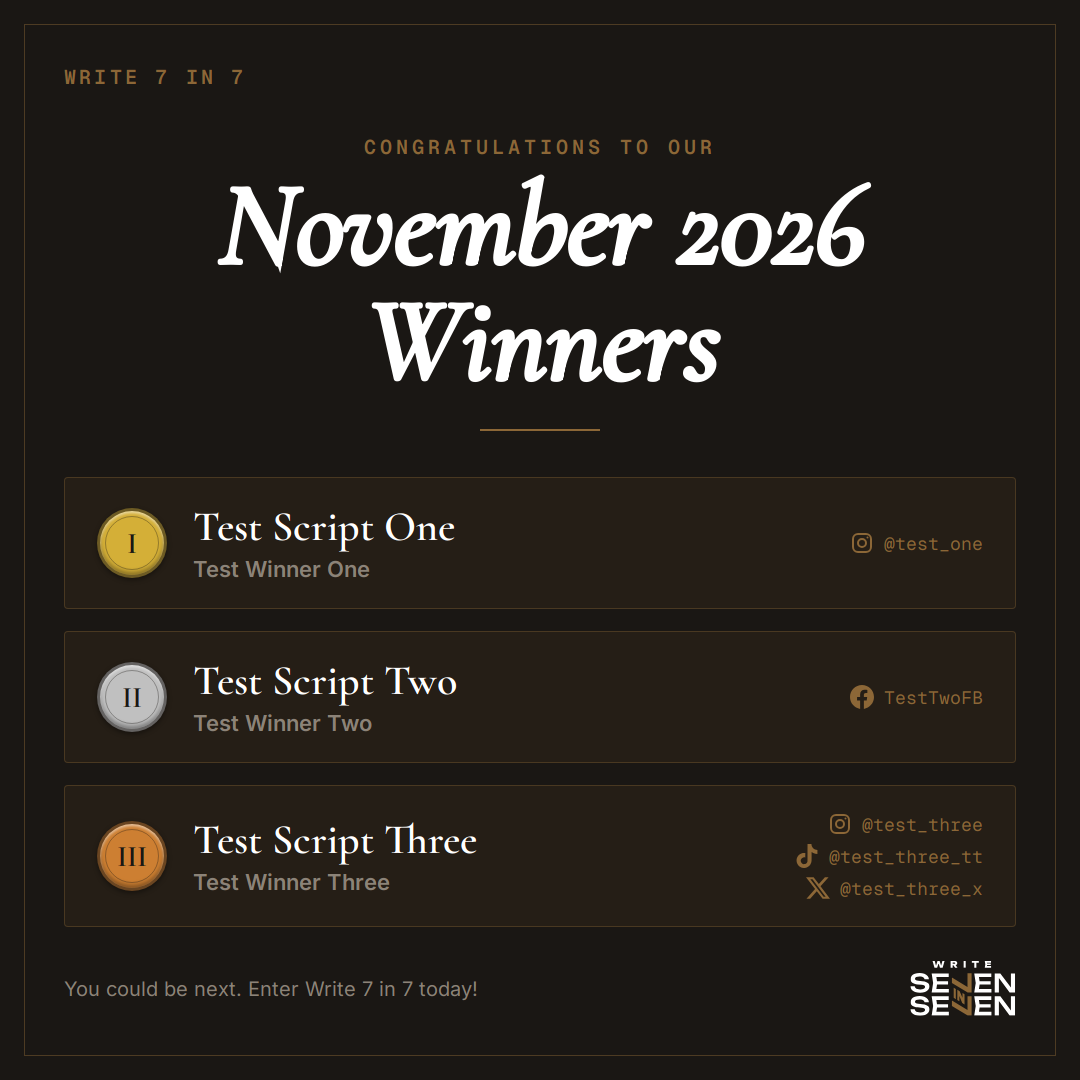 WRITE 7 IN 7
CONGRATULATIONS TO OUR
November 2026
Winners
I
Test Script One
Test Winner One
@test_one
II
Test Script Two
Test Winner Two
TestTwoFB
III
Test Script Three
Test Winner Three
@test_three
@test_three_tt
@test_three_x
You could be next. Enter Write 7 in 7 today!
WRITE
SEVEN
IN
SEVEN